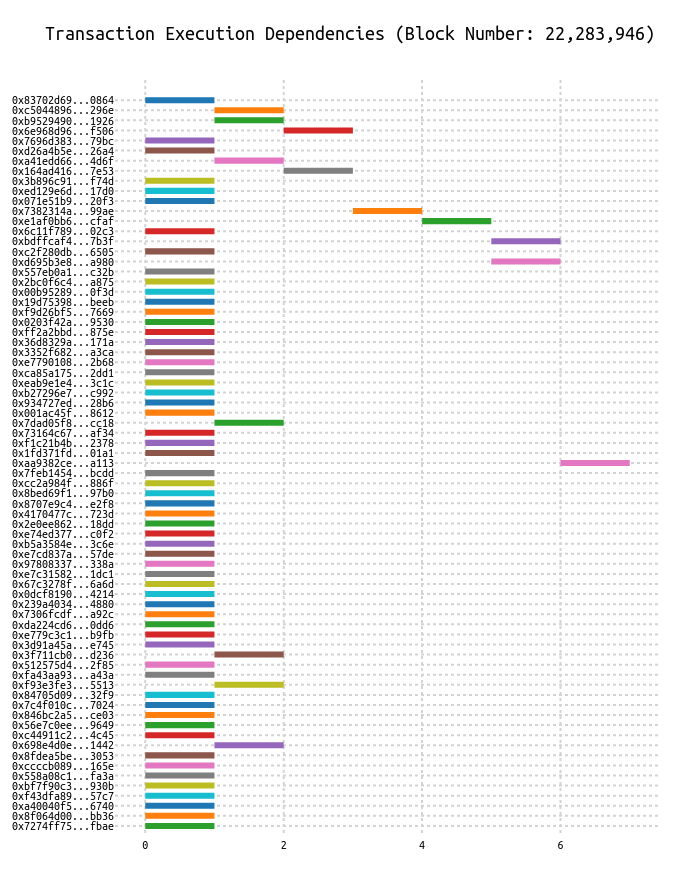 Transaction Execution Dependencies (Block Number: 22,283,946)
0x83702d69...0864
0xc5044896...296e
0xb9529490...1926
0x6e968d96...f506
0x7696d383...79bc
0xd26a4b5e...26a4
0xa41edd66...4d6f
0x164ad416...7e53
0x3b896c91...f74d
0xed129e6d...17d0
0x071e51b9...20f3
0x7382314a...99ae
0xe1af0bb6...cfaf
0x6c11f789...02c3
0xbdffcaf4...7b3f
0xc2f280db...6505
0xd695b3e8...a980
0x557eb0a1...c32b
0x2bc0f6c4...a875
0x00b95289...0f3d
0x19d75398...beeb
0xf9d26bf5...7669
0x0203f42a...9530
0xff2a2bbd...875e
0x36d8329a...171a
0x3352f682...a3ca
0xe7790108...2b68
0xca85a175...2dd1
0xeab9e1e4...3c1c
0xb27296e7...c992
0x934727ed...28b6
0x001ac45f...8612
0x7dad05f8...cc18
0x73164c67...af34
0xf1c21b4b...2378
0x1fd371fd...01a1
0xaa9382ce...a113
0x7feb1454...bcdd
0xcc2a984f...886f
0x8bed69f1...97b0
0x8707e9c4...e2f8
0x4170477c...723d
0x2e0ee862...18dd
0xe74ed377...c0f2
0xb5a3584e...3c6e
0xe7cd837a...57de
0x97808337...338a
0xe7c31582...1dc1
0x67c3278f...6a6d
0x0dcf8190...4214
0x239a4034...4880
0x7306fcdf...a92c
0xda224cd6...0dd6
0xe779c3c1...b9fb
0x3d91a45a...e745
0x3f711cb0...d236
0x512575d4...2f85
0xfa43aa93...a43a
0xf93e3fe3...5513
0x84705d09...32f9
0x7c4f010c...7024
0x846bc2a5...ce03
0x56e7c0ee...9649
0xc44911c2...4c45
0x698e4d0e...1442
0x8fdea5be...3053
0xccccb089...165e
0x558a08c1...fa3a
0xbf7f90c3...930b
0xf43dfa89...57c7
0xa40040f5...6740
0x8f064d00...bb36
0x7274ff75...fbae
0 2 4 6